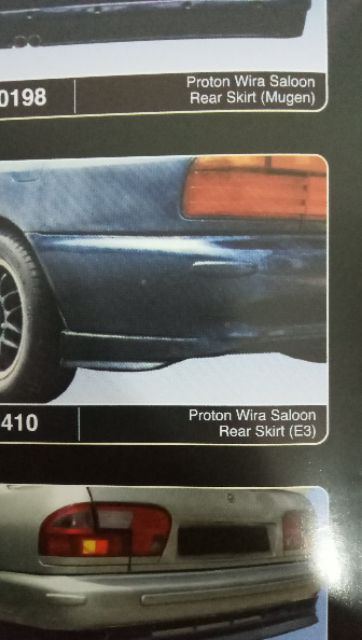 0198
Proton Wira Saloon
Rear Skirt (Mugen)
410
Proton Wira Saloon
Rear Skirt (E3)